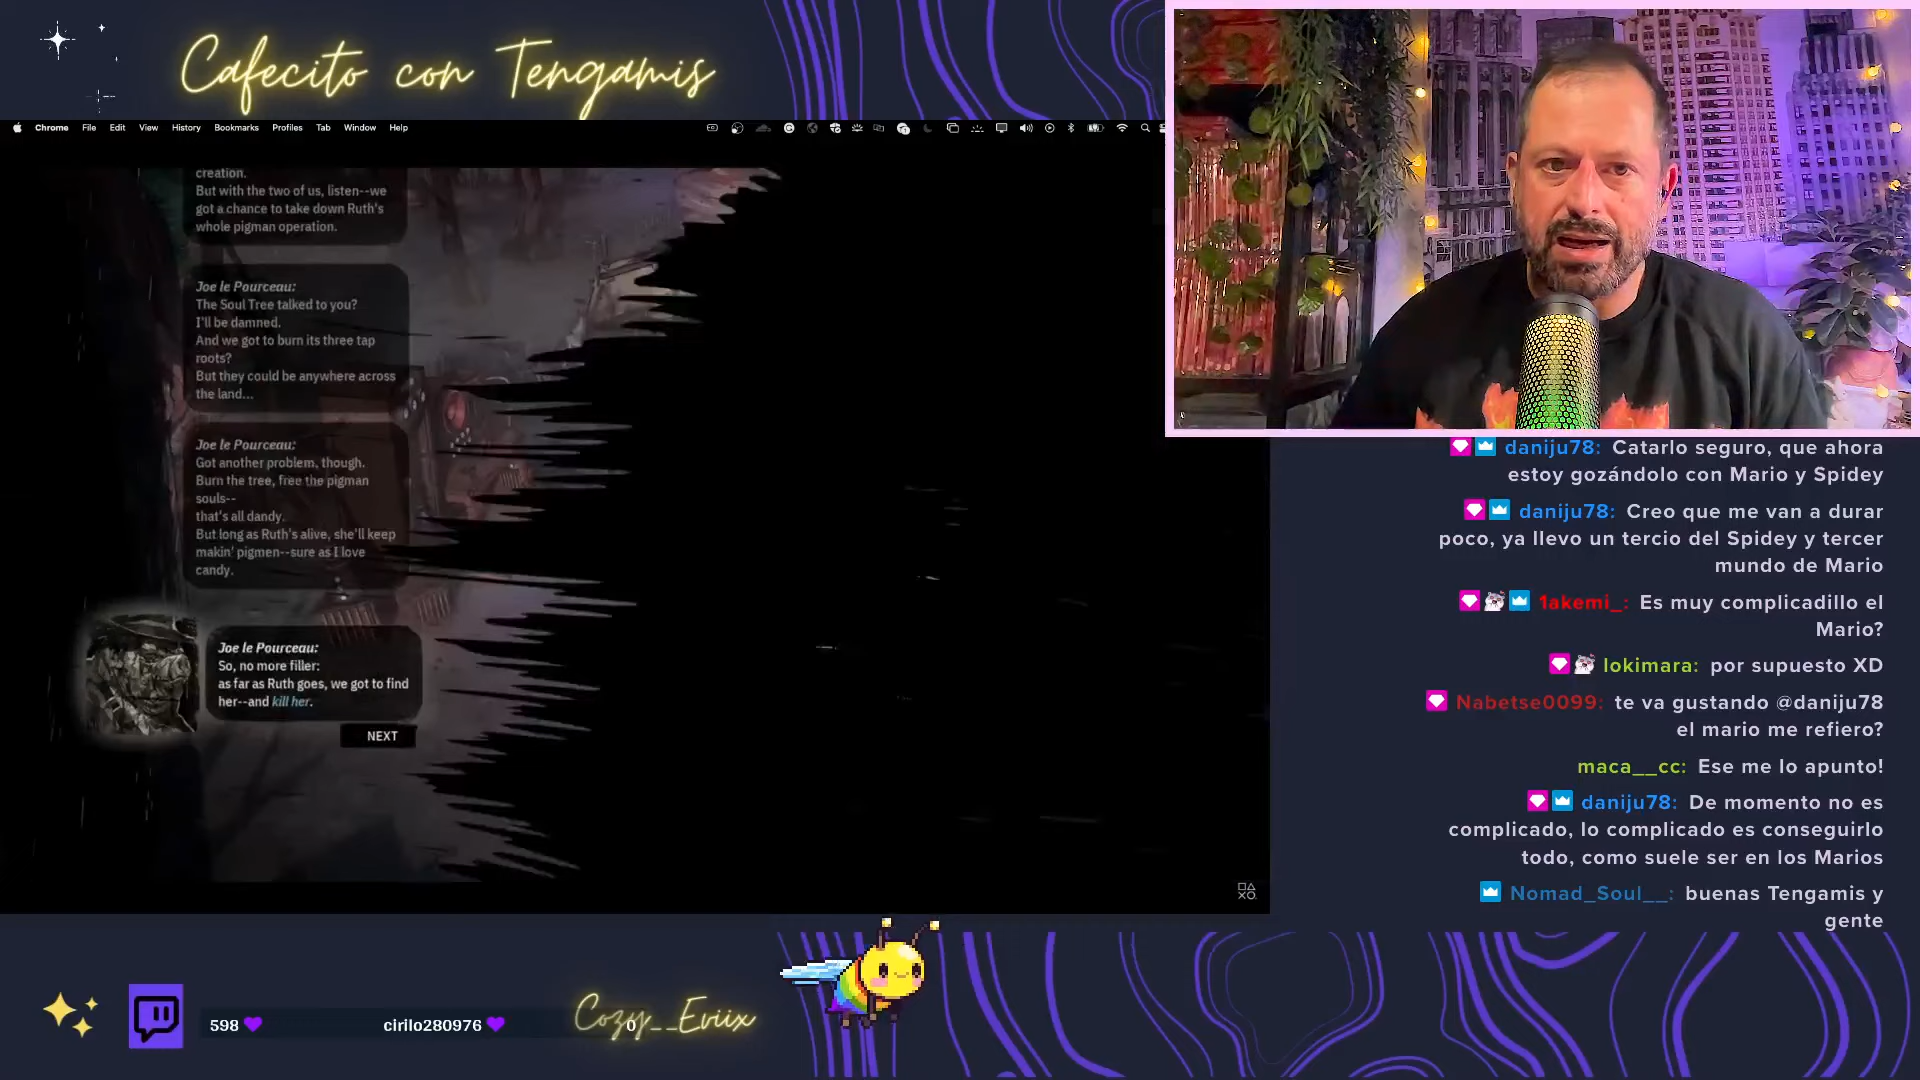 Cafecito con Tengamis
Chrome File Edit View History Bookmarks Profiles Tab Window Help
creation.
But with the two of us, listen--we
got a chance to take down Ruth's
whole pigman operation.
Joe le Pourceau:
The Soul Tree talked to you?
I'll be damned.
And we got to burn its three tap
roots?
But they could be anywhere across
the land...
Joe le Pourceau:
Got another problem, though.
Burn the tree, free the pigman
souls--
that's all dandy.
But long as Ruth's alive, she'll keep
makin' pigmen--sure as I love
candy.
Joe le Pourceau:
So, no more filler:
as far as Ruth goes, we got to find
her--and kill her.
NEXT
daniju78: Catarlo seguro, que ahora
estoy gozándolo con Mario y Spidey
daniju78: Creo que me van a durar
poco, ya llevo un tercio del Spidey y tercer
mundo de Mario
1akemi_: Es muy complicadillo el
Mario?
lokimara: por supuesto XD
Nabetse0099: te va gustando @daniju78
el mario me refiero?
maca__cc: Ese me lo apunto!
daniju78: De momento no es
complicado, lo complicado es conseguirlo
todo, como suele ser en los Marios
Nomad_Soul__: buenas Tengamis y
gente
598
cirilo280976
Cozy__Eviix
0